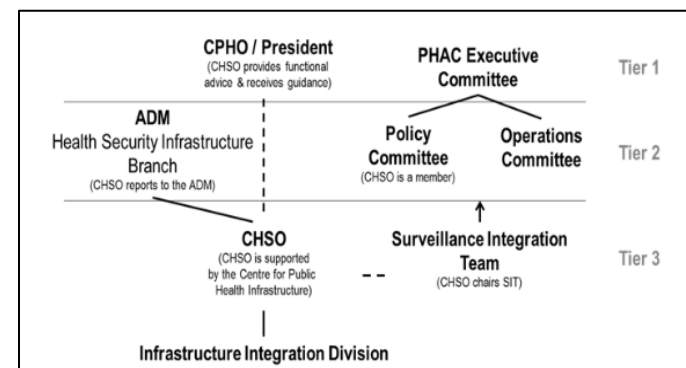 CPHO / President
(CHSO provides functional
advice & receives guidance)
PHAC Executive
Committee
Tier 1
ADM
Health Security Infrastructure
Branch
(CHSO reports to the ADM)
Policy
Committee
(CHSO is a member)
Operations
Committee
Tier 2
CHSO
(CHSO is supported
by the Centre for Public
Health Infrastructure)
Surveillance Integration
Team
(CHSO chairs SIT)
Tier 3
Infrastructure Integration Division